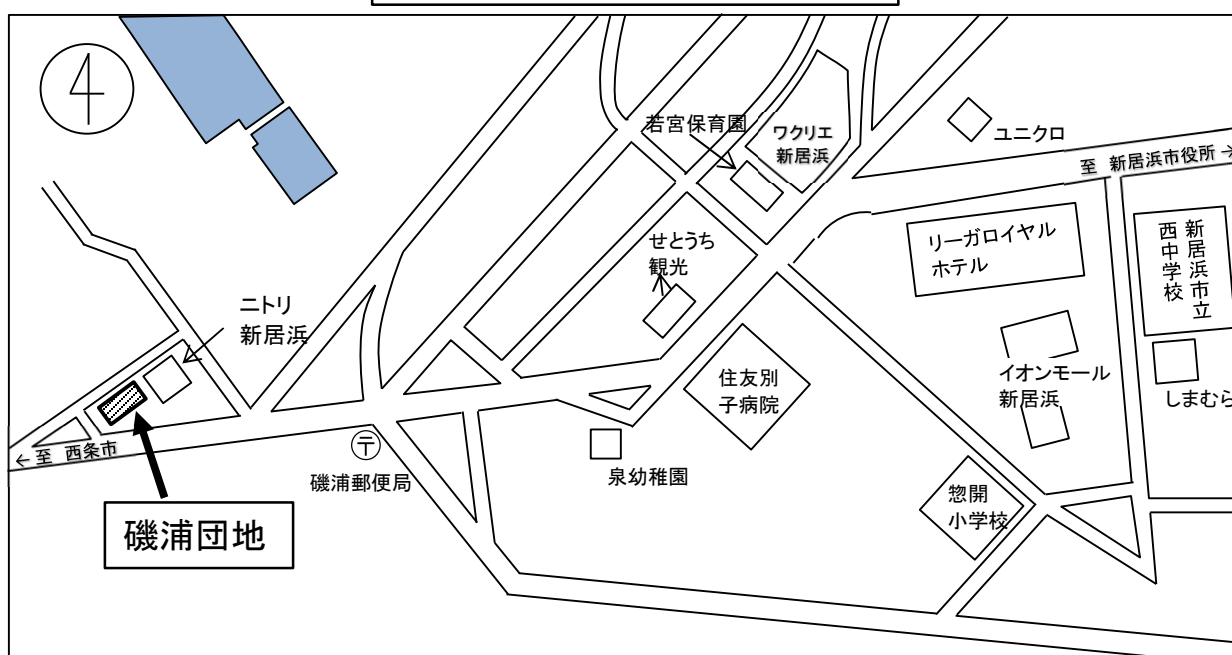 4
若宮保育園
ワクリエ
新居浜
ユニクロ
至 新居浜市役所→
せとうち
観光
リーガロイヤル
ホテル
新居浜市立
西中学校
ニトリ
新居浜
住友別
子病院
イオンモール
新居浜
しまむら
←至 西条市
〒
磯浦郵便局
泉幼稚園
惣開
小学校
磯浦団地